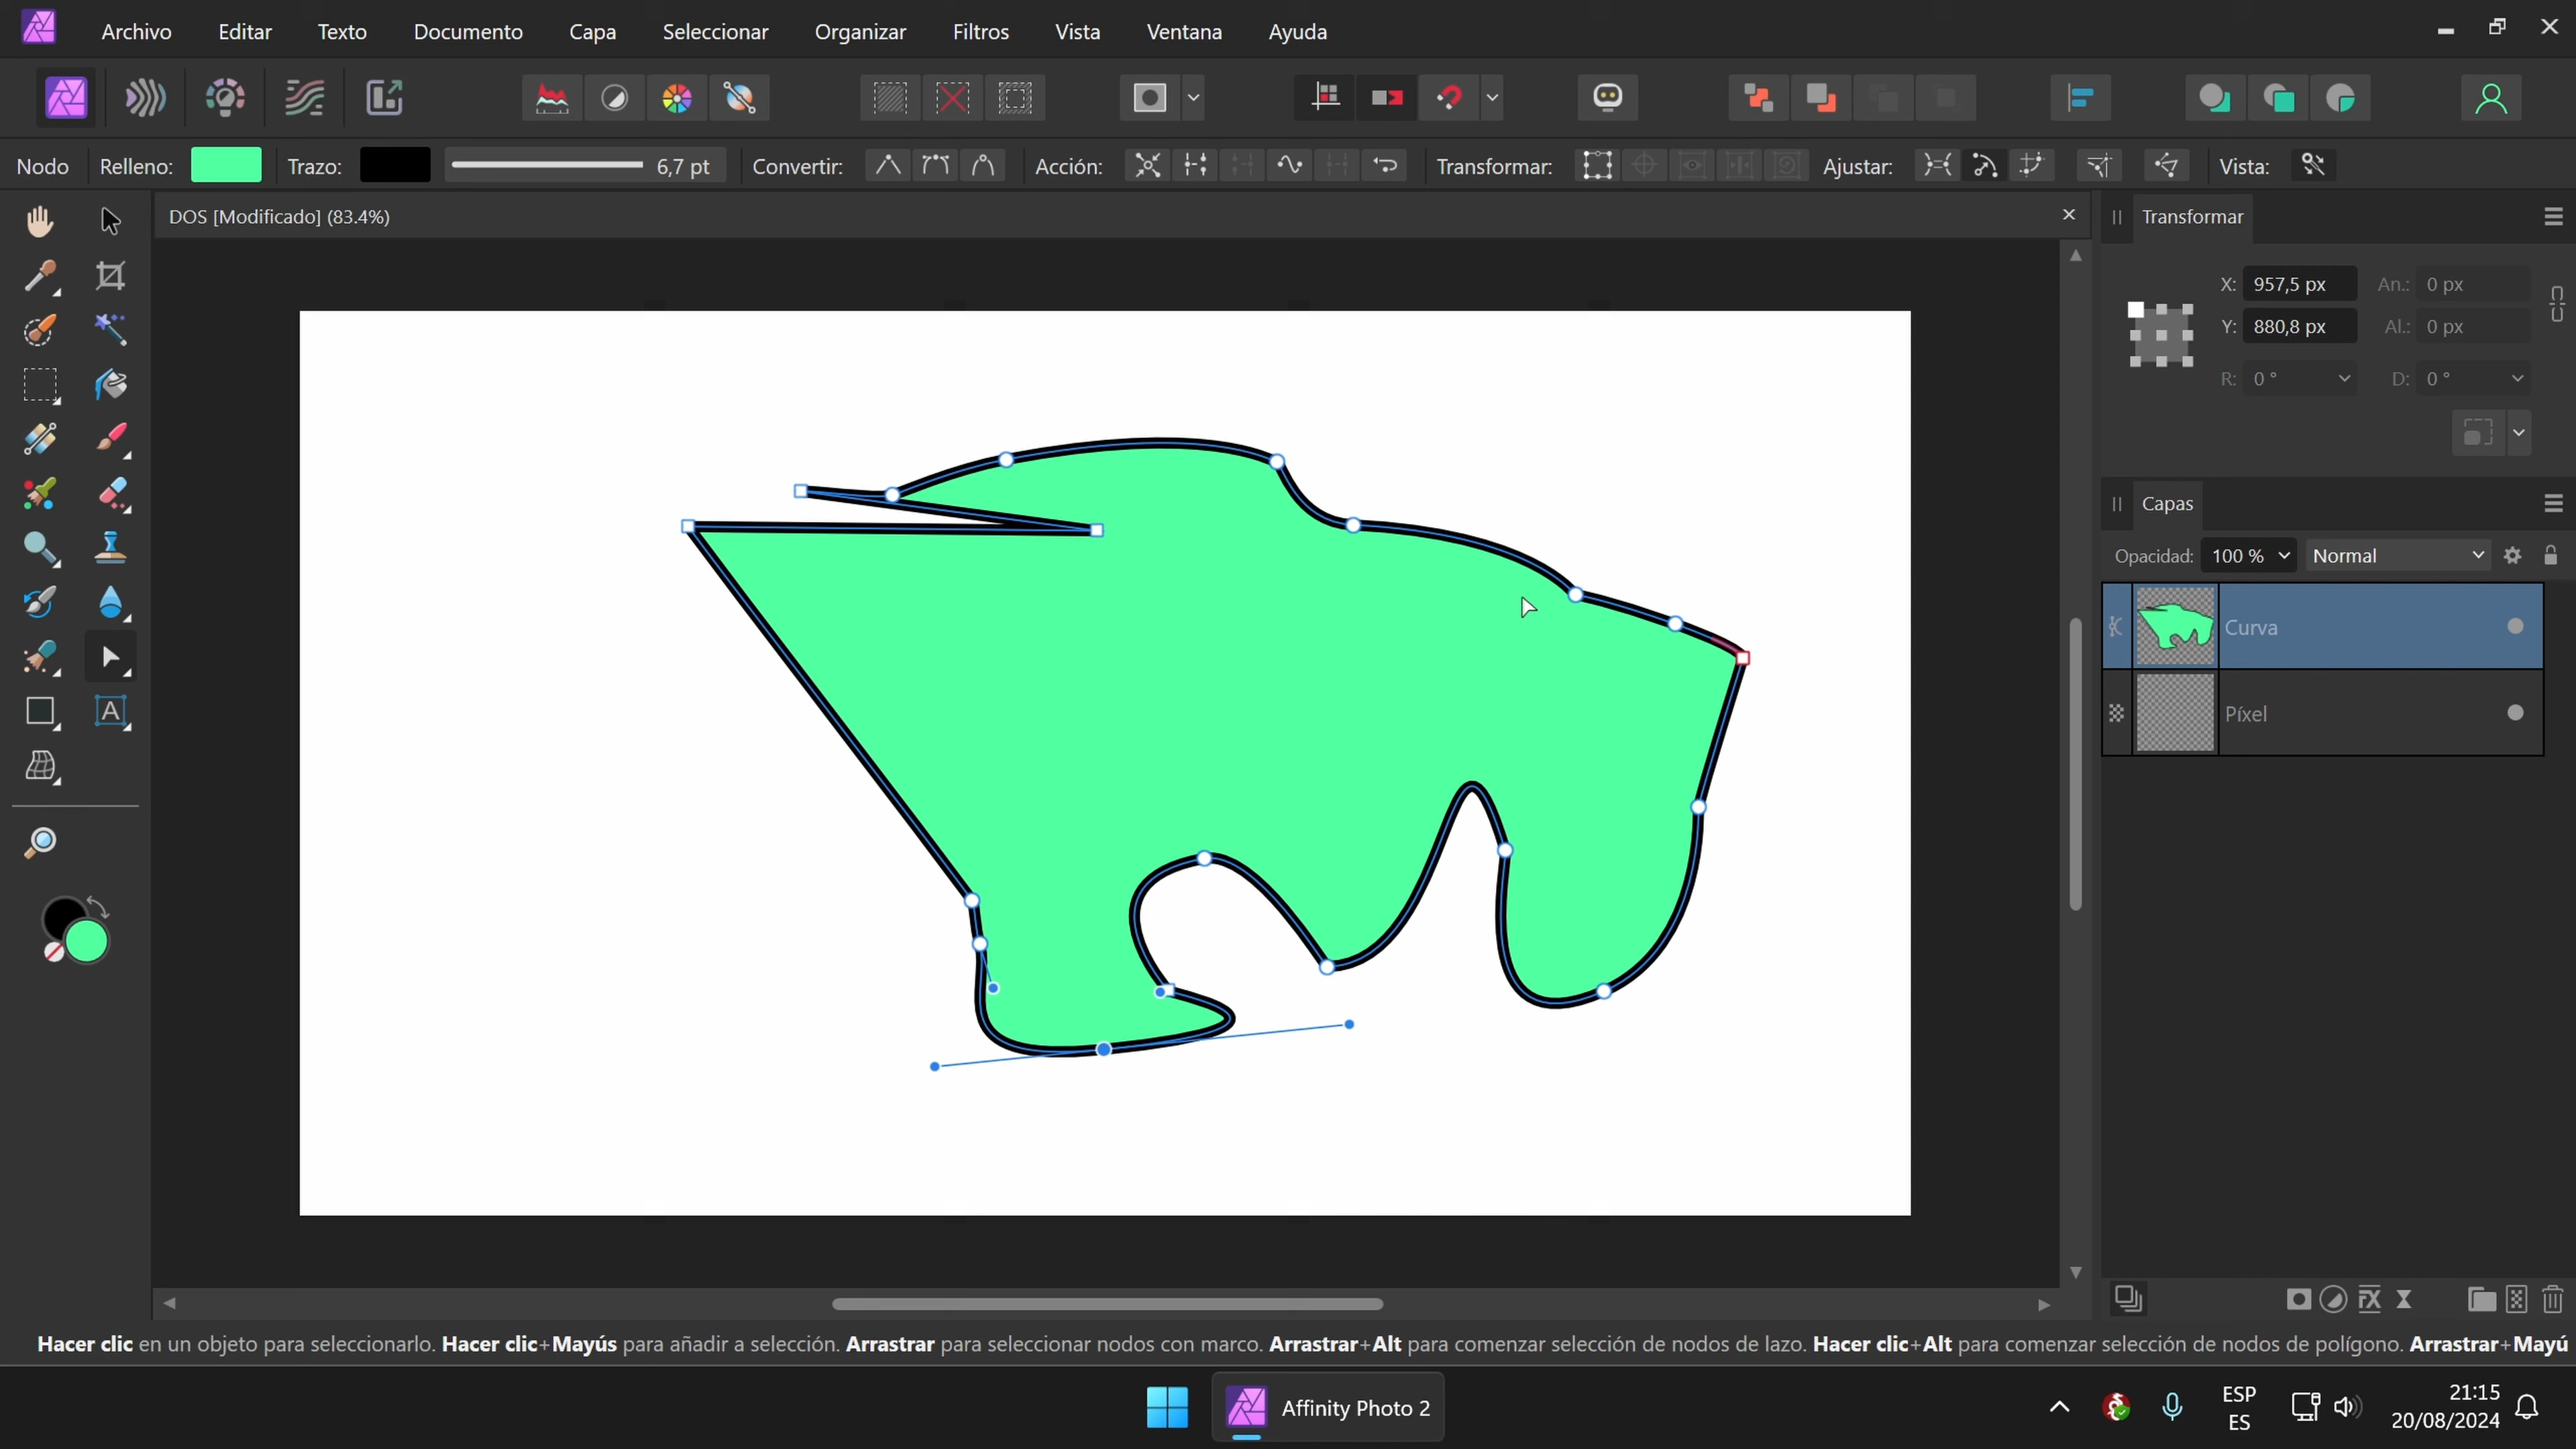 Archivo Editar Texto Documento Capa Seleccionar Organizar Filtros Vista Ventana Ayuda
Nodo Relleno: Trazo: 6,7 pt Convertir: Acción: Transformar: Ajustar: Vista:
DOS [Modificado] (83.4%)
Transformar
X: 957,5 px An.: 0 px
Y: 880,8 px Al.: 0 px
R: 0 ° D: 0 °
Capas
Opacidad: 100 % Normal
Curva
Píxel
A
FX
Hacer clic en un objeto para seleccionarlo. Hacer clic+Mayús para añadir a selección. Arrastrar para seleccionar nodos con marco. Arrastrar+Alt para comenzar selección de nodos de lazo. Hacer clic+Alt para comenzar selección de nodos de polígono. Arrastrar+Mayú
Affinity Photo 2
ESP
ES
21:15
20/08/2024